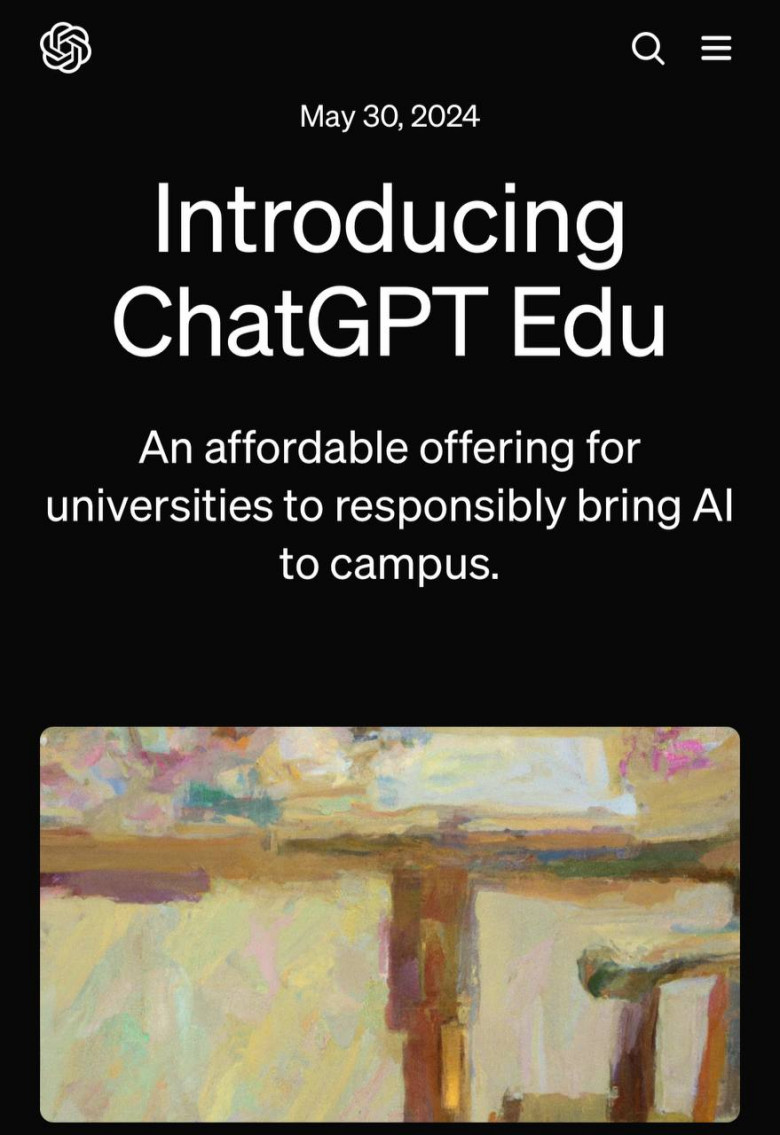 May 30, 2024
Introducing
ChatGPT Edu
An affordable offering for
universities to responsibly bring AI
to campus.